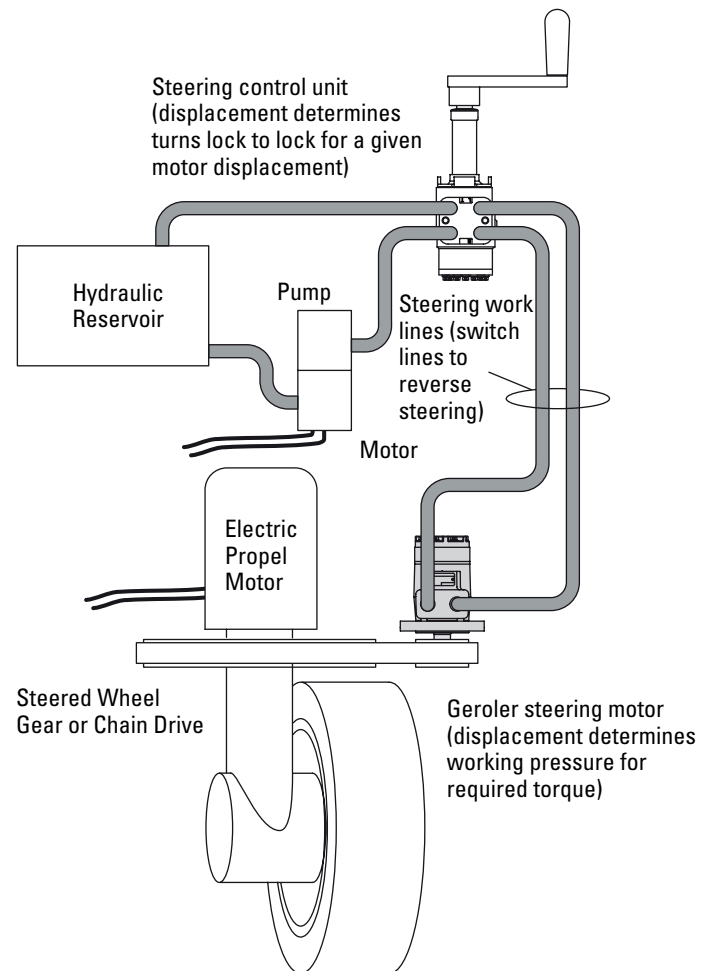 Steering control unit
(displacement determines
turns lock to lock for a given
motor displacement)
Hydraulic
Reservoir
Pump
Steering work
lines (switch
lines to
reverse
steering)
Motor
Electric
Propel
Motor
Steered Wheel
Gear or Chain Drive
Geroler steering motor
(displacement determines
working pressure for
required torque)